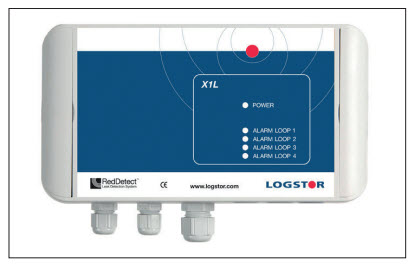 X1L
POWER
ALARM LOOP 1
ALARM LOOP 2
ALARM LOOP 3
ALARM LOOP 4
RedDetect™
Leak Detection System
CE
www.logstor.com
LOGSTOR